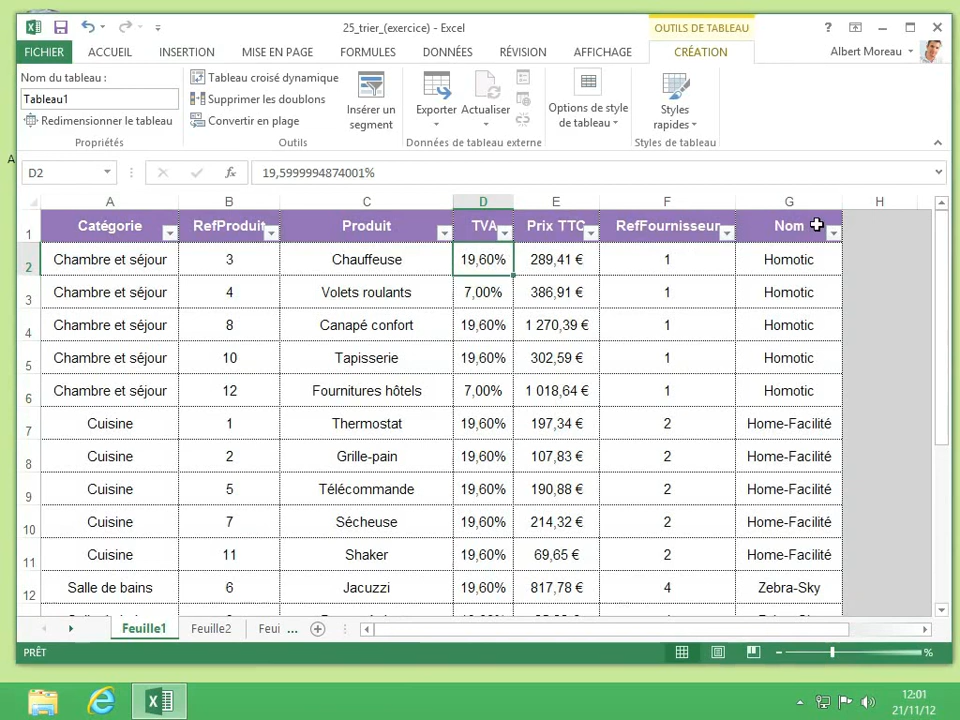 25_trier_(exercice) - Excel
OUTILS DE TABLEAU
?
FICHIER ACCUEIL INSERTION MISE EN PAGE FORMULES DONNÉES RÉVISION AFFICHAGE CRÉATION Albert Moreau
Nom du tableau :
Tableau1
Redimensionner le tableau
Propriétés
Tableau croisé dynamique
Supprimer les doublons
Convertir en plage
Outils
Insérer un
segment
Exporter Actualiser
Données de tableau externe
Options de style
de tableau
Styles
rapides
Styles de tableau
D2 fx 19,5999994874001%
A B C D E F G H
1 Catégorie RefProduit Produit TVA Prix TTC RefFournisseur Nom
2 Chambre et séjour 3 Chauffeuse 19,60% 289,41 € 1 Homotic
3 Chambre et séjour 4 Volets roulants 7,00% 386,91 € 1 Homotic
4 Chambre et séjour 8 Canapé confort 19,60% 1 270,39 € 1 Homotic
5 Chambre et séjour 10 Tapisserie 19,60% 302,59 € 1 Homotic
6 Chambre et séjour 12 Fournitures hôtels 7,00% 1 018,64 € 1 Homotic
7 Cuisine 1 Thermostat 19,60% 197,34 € 2 Home-Facilité
8 Cuisine 2 Grille-pain 19,60% 107,83 € 2 Home-Facilité
9 Cuisine 5 Télécommande 19,60% 190,88 € 2 Home-Facilité
10 Cuisine 7 Sécheuse 19,60% 214,32 € 2 Home-Facilité
11 Cuisine 11 Shaker 19,60% 69,65 € 2 Home-Facilité
12 Salle de bains 6 Jacuzzi 19,60% 817,78 € 4 Zebra-Sky
Feuille1 Feuille2 Feui ...
PRÊT %
12:01
21/11/12